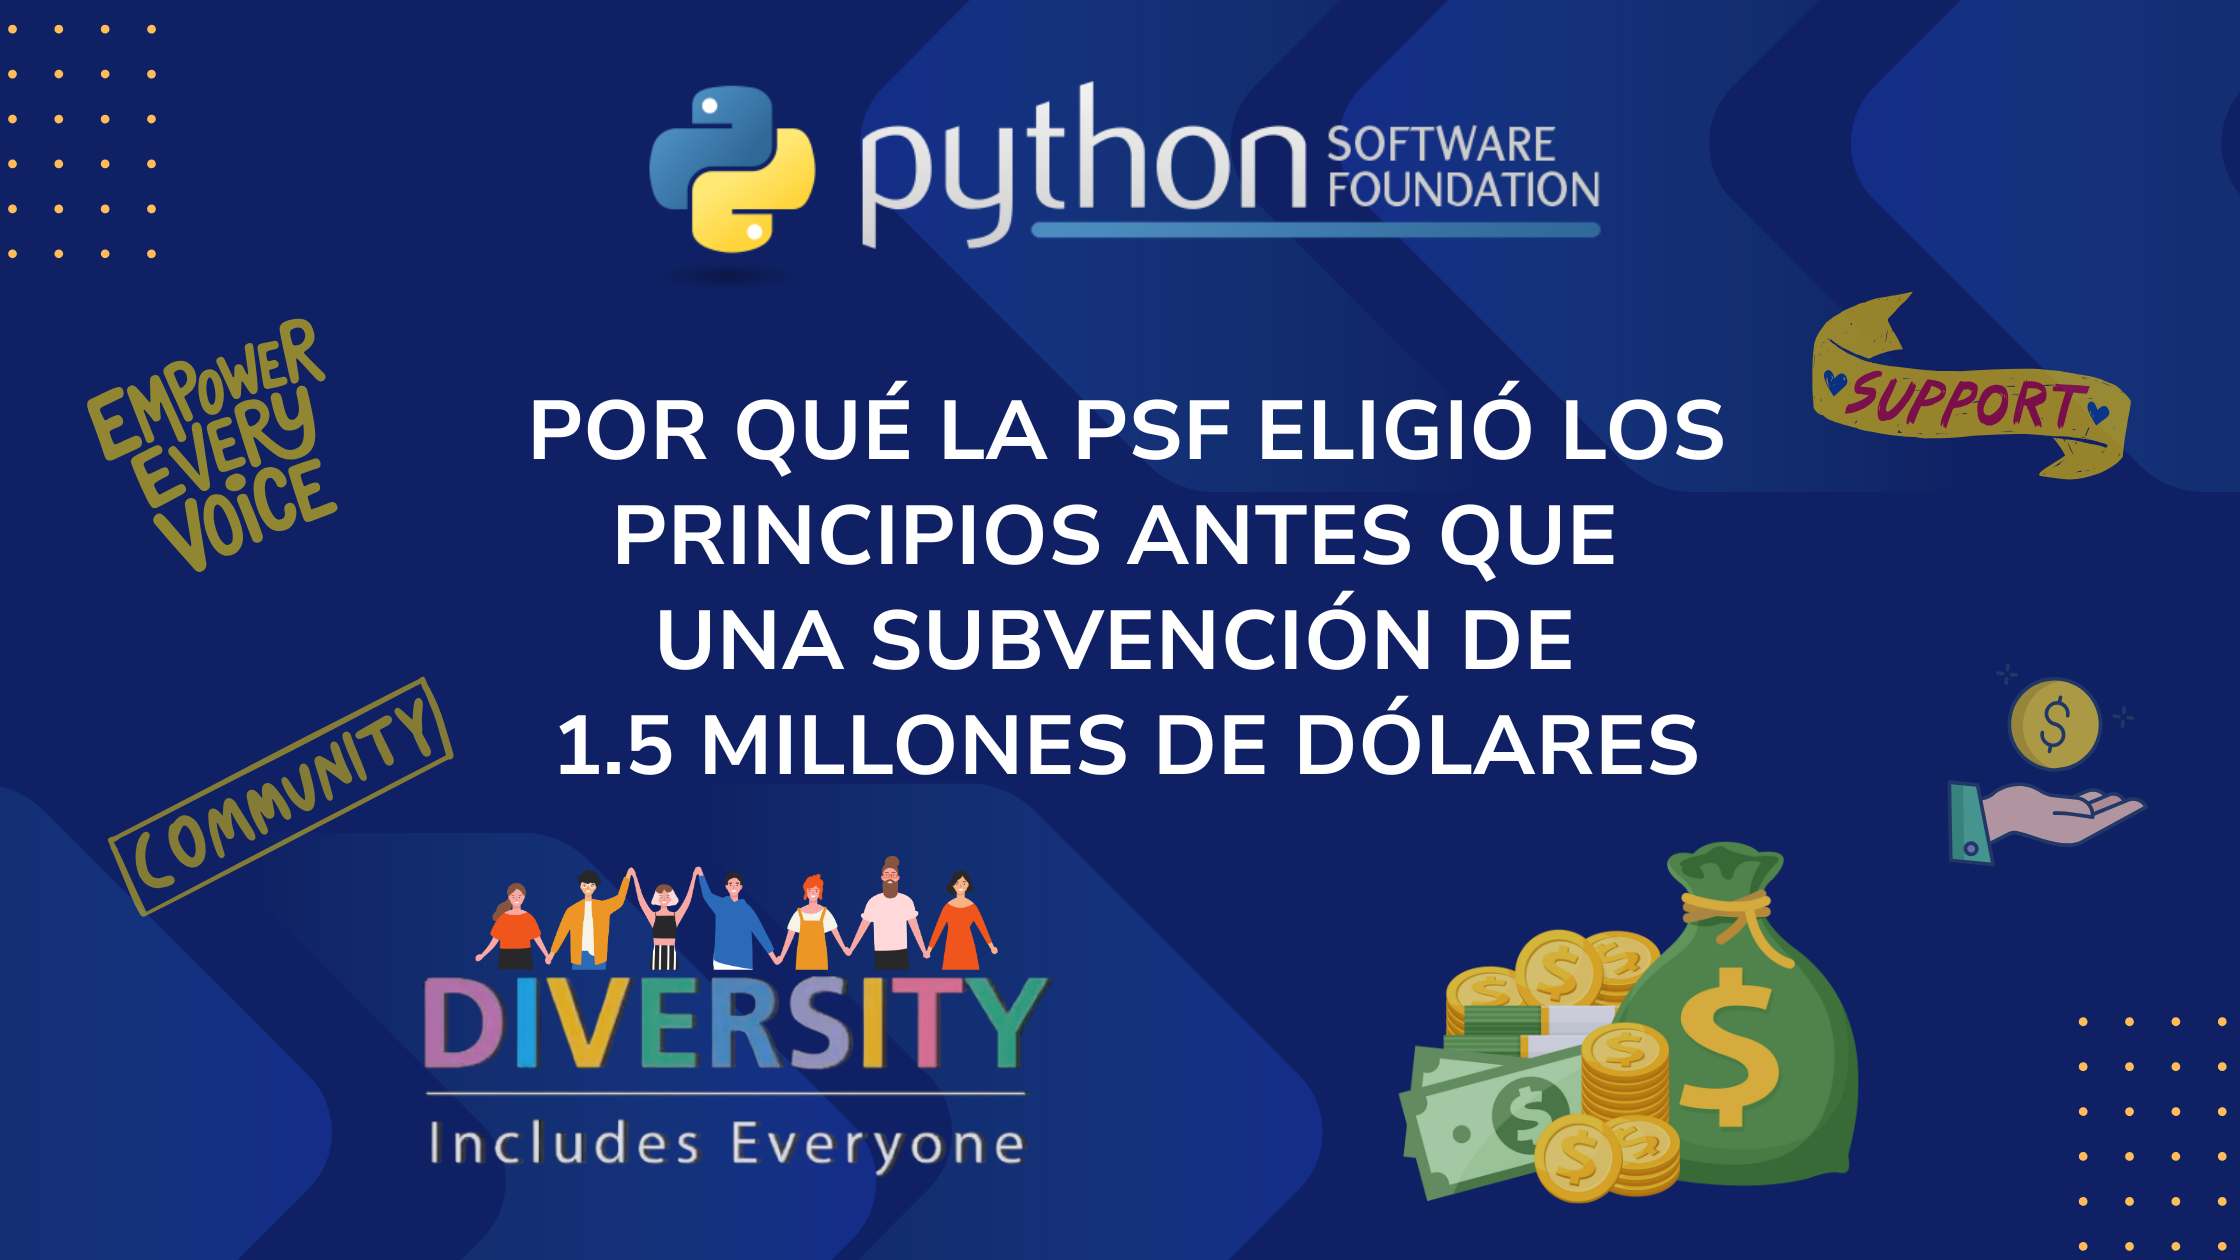 python SOFTWARE
FOUNDATION
EMPOWER
EVERY
VOICE
SUPPORT
POR QUÉ LA PSF ELIGIÓ LOS
PRINCIPIOS ANTES QUE
UNA SUBVENCIÓN DE
1.5 MILLONES DE DÓLARES
COMMUNITY
$
DIVERSITY
Includes Everyone
$
$
$
$
$
$
$
$